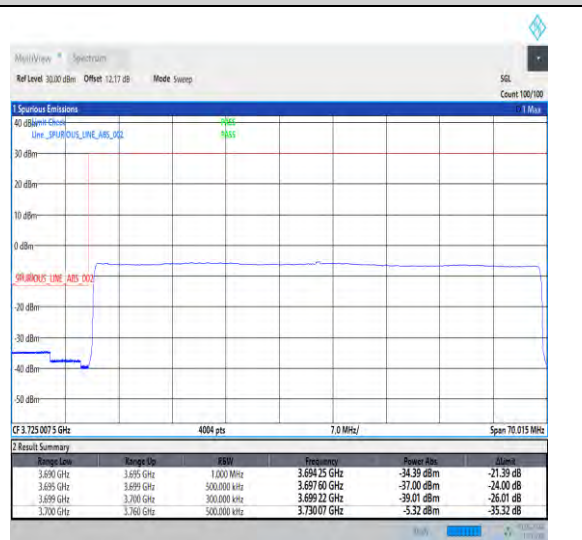 MultiView Spectrum
Ref Level 30.00 dBm Offset 12.17 dB Mode Sweep SGL
Count 100/100
1 Spurious Emissions 1 Max
40 dBm Limit Check PASS
Line _SPURIOUS_LINE_ABS_002 PASS
30 dBm
20 dBm
10 dBm
0 dBm
_SPURIOUS_LINE_ABS_002
-20 dBm
-30 dBm
-40 dBm
-50 dBm
CF 3.725 007 5 GHz 4004 pts 7.0 MHz/ Span 70.015 MHz
2 Result Summary
Range Low Range Up RBW Frequency Power Abs ΔLimit
3.690 GHz 3.695 GHz 1.000 MHz 3.694 25 GHz -34.39 dBm -21.39 dB
3.695 GHz 3.699 GHz 500.000 kHz 3.697 60 GHz -37.00 dBm -24.00 dB
3.699 GHz 3.700 GHz 300.000 kHz 3.699 22 GHz -39.01 dBm -26.01 dB
3.700 GHz 3.760 GHz 500.000 kHz 3.730 07 GHz -5.32 dBm -35.32 dB